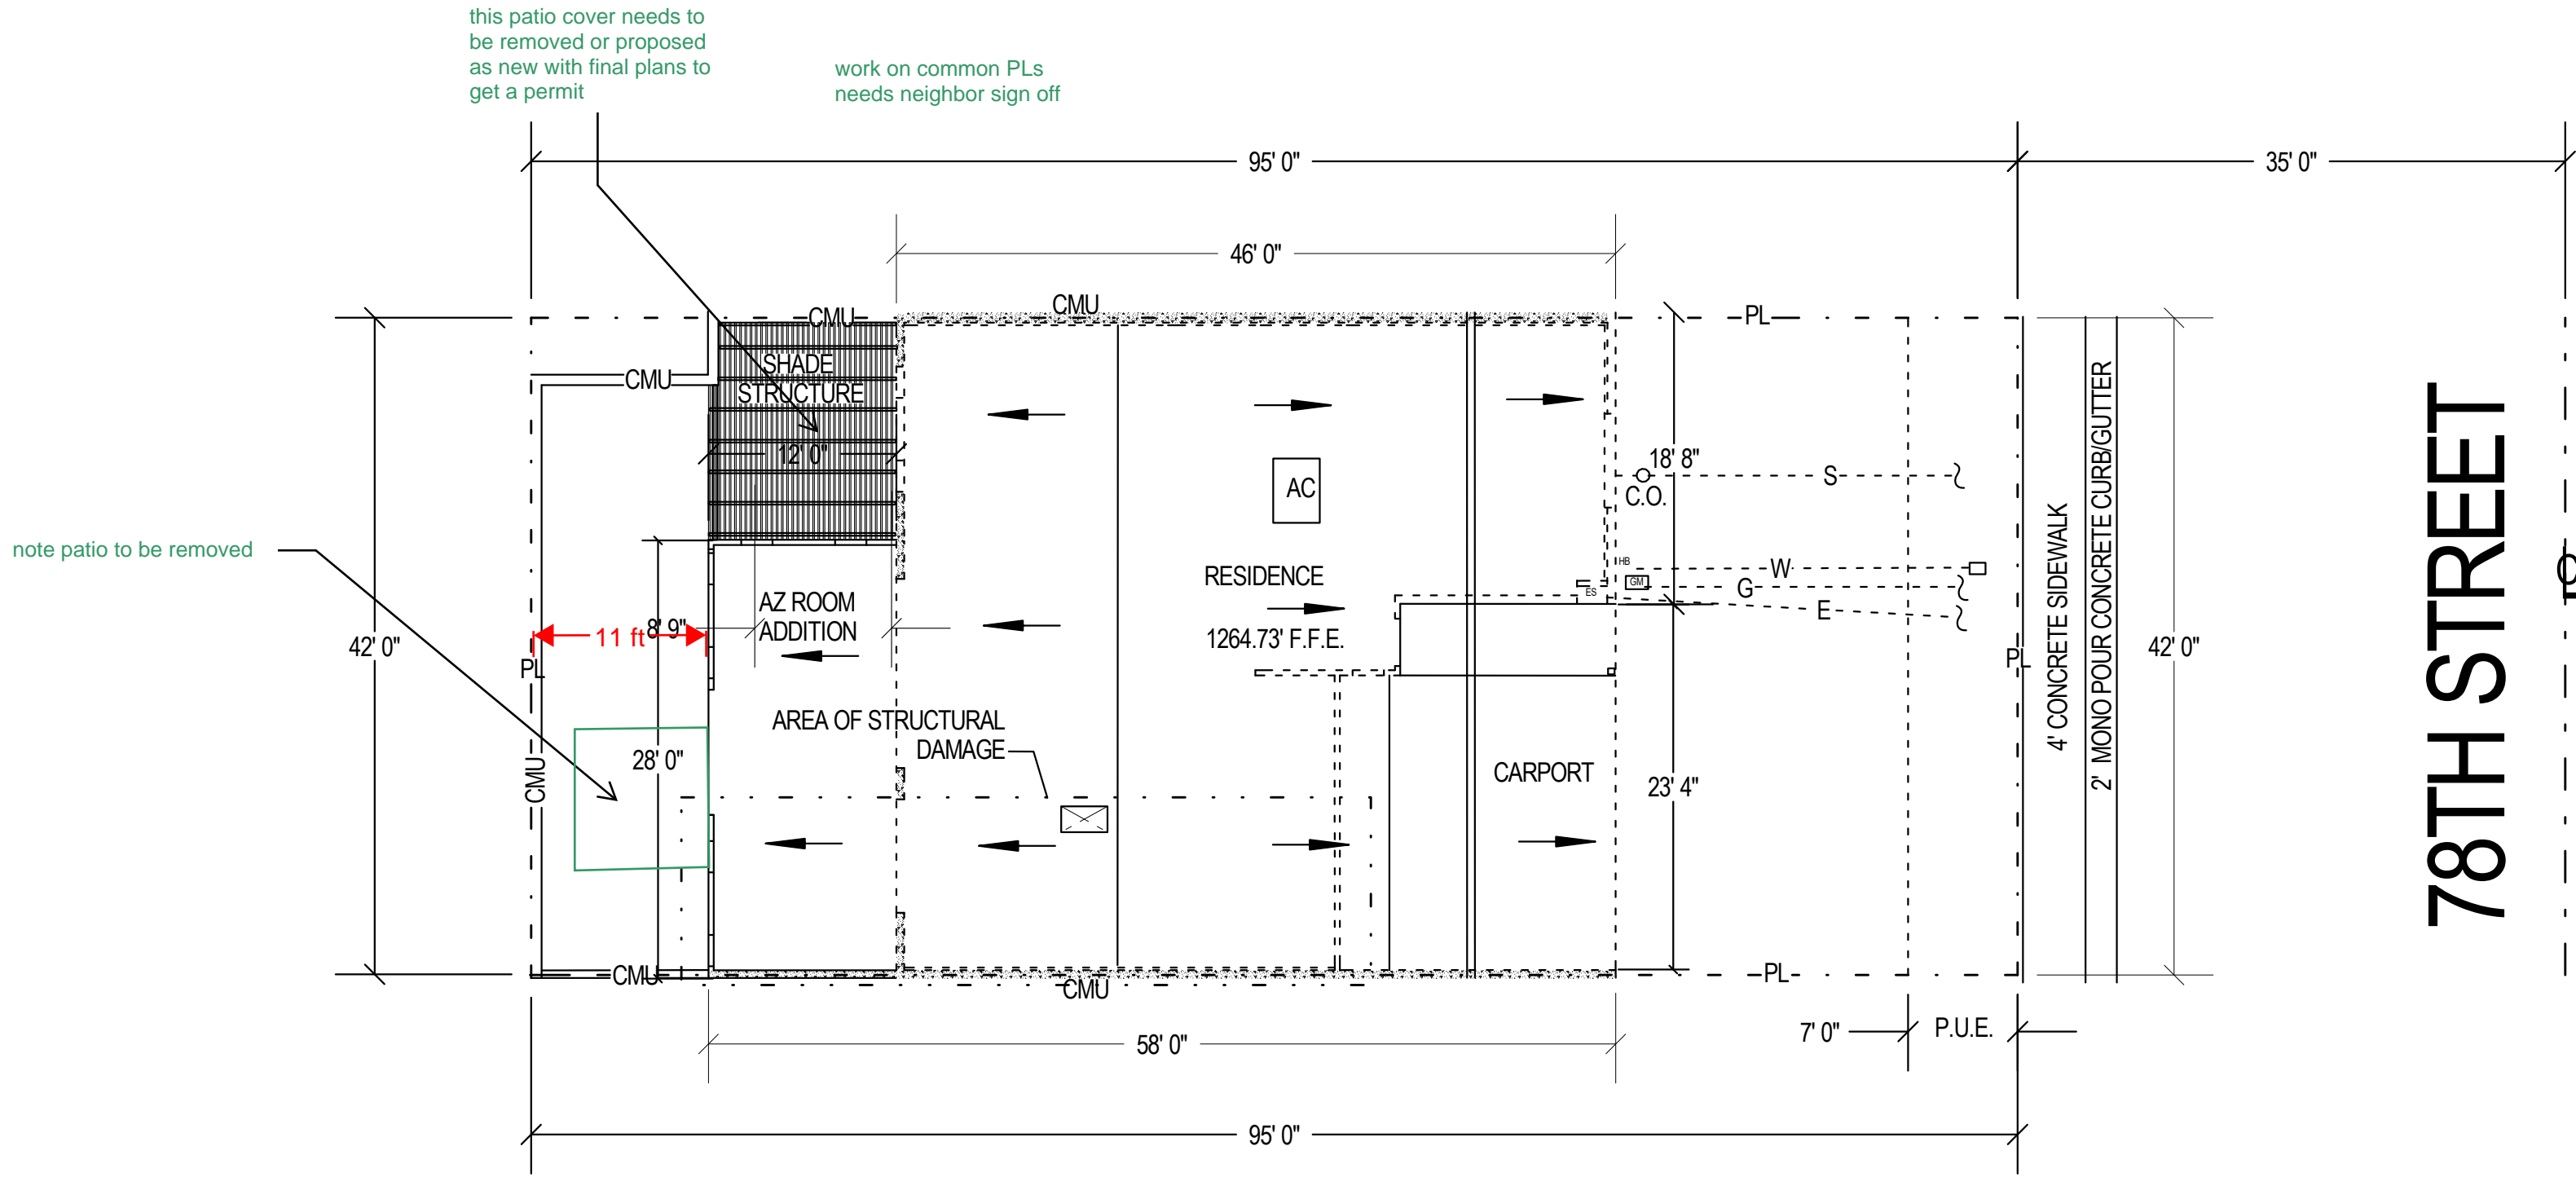 this patio cover needs to
be removed or proposed
as new with final plans to
get a permit
work on common PLs
needs neighbor sign off
95' 0"
35' 0"
46' 0"
CMU
CMU
PL
CMU
SHADE
STRUCTURE
12' 0"
AC
18' 8"
C.O.
S
note patio to be removed
HB
W
GM
G
ES
E
RESIDENCE
1264.73' F.F.E.
AZ ROOM
ADDITION
8' 9"
11 ft
42' 0"
PL
PL
42' 0"
4' CONCRETE SIDEWALK
2' MONO POUR CONCRETE CURB/GUTTER
78TH STREET
AREA OF STRUCTURAL
DAMAGE
28' 0"
CMU
CARPORT
23' 4"
CMU
CMU
PL
7' 0"
P.U.E.
58' 0"
95' 0"